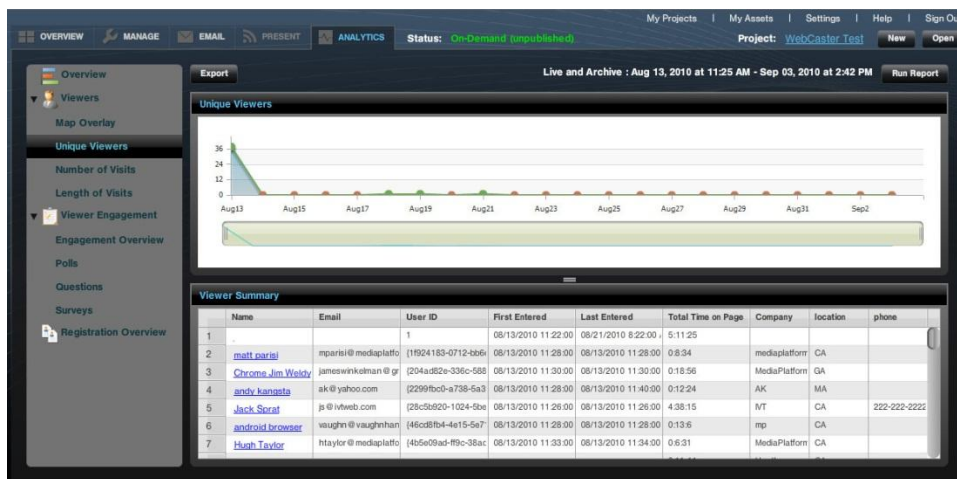 My Projects | My Assets | Settings | Help | Sign Ou
OVERVIEW MANAGE EMAIL PRESENT ANALYTICS Status: On-Demand (unpublished) Project: WebCaster Test New Open
Overview
Viewers
Map Overlay
Unique Viewers
Number of Visits
Length of Visits
Viewer Engagement
Engagement Overview
Polls
Questions
Surveys
Registration Overview
Export Live and Archive : Aug 13, 2010 at 11:25 AM - Sep 03, 2010 at 2:42 PM Run Report
Unique Viewers
36
24
12
0
Aug13 Aug15 Aug17 Aug19 Aug21 Aug23 Aug25 Aug27 Aug29 Aug31 Sep2
Viewer Summary
Name Email User ID First Entered Last Entered Total Time on Page Company location phone
1 . 1 08/13/2010 11:22:00 08/21/2010 8:22:00 5:11:25
2 matt parisi mparisi@mediaplatfo {1f924183-0712-bb6 08/13/2010 11:28:00 08/13/2010 11:28:00 0:8:34 mediaplatform CA
3 Chrome Jim Weldy jameswinkelman@gr {204ad82e-336c-588 08/13/2010 11:30:00 08/13/2010 11:30:00 0:18:56 MediaPlatform GA
4 andy kangsta ak@yahoo.com {2299fbc0-a738-5a3 08/13/2010 11:28:00 08/13/2010 11:40:00 0:12:24 AK MA
5 Jack Sprat js@ivtweb.com {28c5b920-1024-5be 08/13/2010 11:26:00 08/13/2010 11:26:00 4:38:15 IVT CA 222-222-2222
6 android browser vaughn@vaughnhan {46cd8fb4-4e15-5e7 08/13/2010 11:28:00 08/13/2010 11:28:00 0:13:6 mp CA
7 Hugh Taylor htaylor@mediaplatfo {4b5e09ad-ff9c-38ac 08/13/2010 11:33:00 08/13/2010 11:34:00 0:6:31 MediaPlatform CA